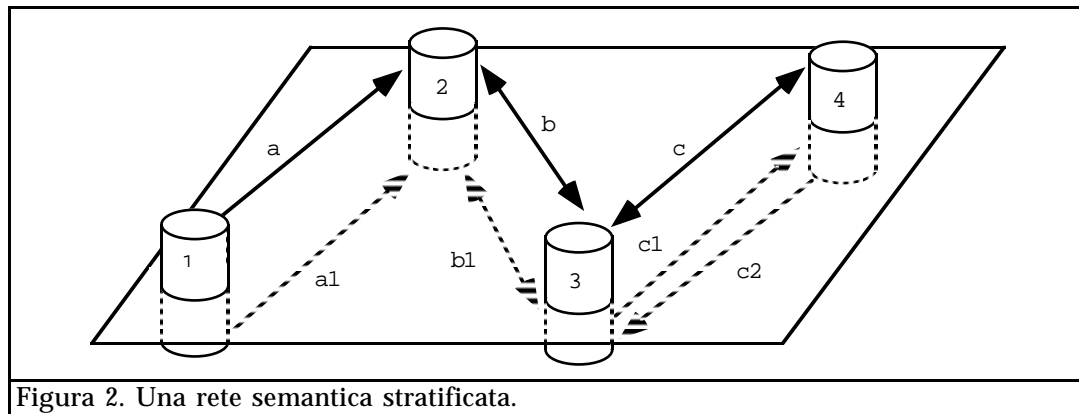 2
4
b
a
c
1
3
c1
b1
c2
a1
Figura 2. Una rete semantica stratificata.